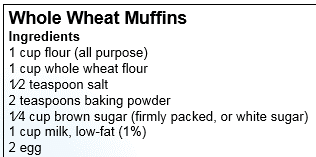 Whole Wheat Muffins
Ingredients
1 cup flour (all purpose)
1 cup whole wheat flour
1⁄2 teaspoon salt
2 teaspoons baking powder
1⁄4 cup brown sugar (firmly packed, or white sugar)
1 cup milk, low-fat (1%)
2 egg